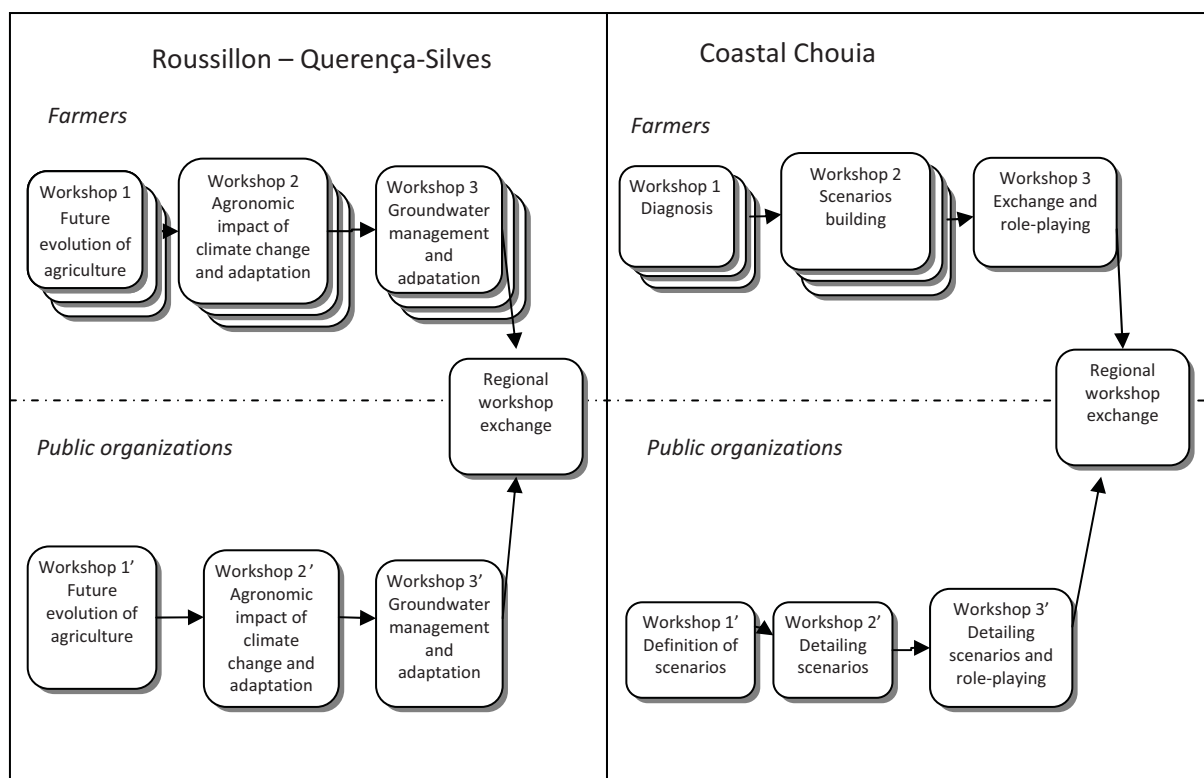 Roussillon – Querença-Silves
Farmers
Workshop 1
Future
evolution of
agriculture
Workshop 2
Agronomic
impact of
climate change
and adaptation
Workshop 3
Groundwater
management
and
adpatation
Regional
workshop
exchange
Public organizations
Workshop 1’
Future
evolution of
agriculture
Workshop 2’
Agronomic
impact of
climate
change and
adaptation
Workshop 3’
Groundwater
management
and
adaptation
Coastal Chouia
Farmers
Workshop 1
Diagnosis
Workshop 2
Scenarios
building
Workshop 3
Exchange and
role-playing
Regional
workshop
exchange
Public organizations
Workshop 1’
Definition of
scenarios
Workshop 2’
Detailing
scenarios
Workshop 3’
Detailing
scenarios and
role-playing